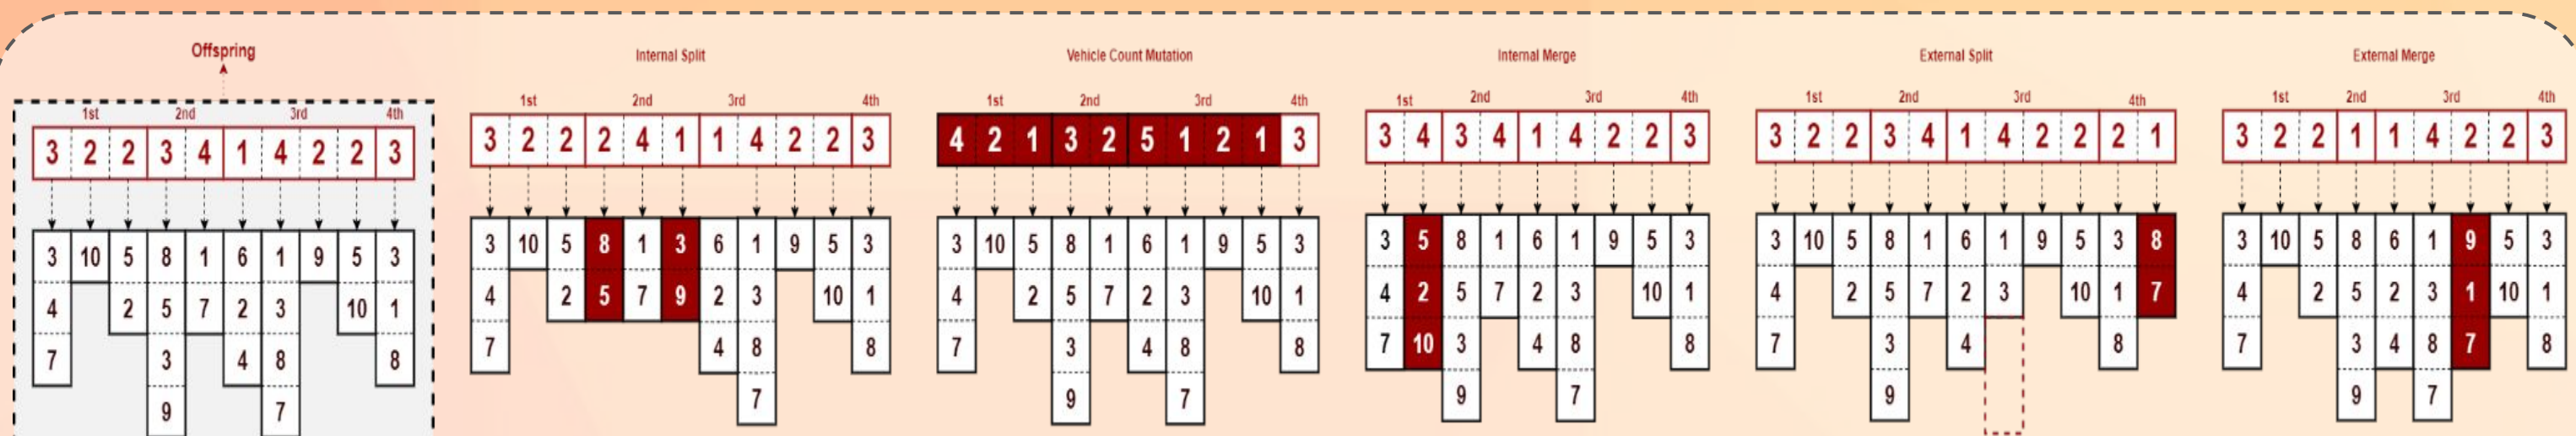 Offspring
1st 2nd 3rd 4th
3 2 2 3 4 1 4 2 2 3
3 10 5 8 1 6 1 9 5 3
4 2 5 7 2 3 10 1
7 3 4 8 8
9 7
Internal Split
1st 2nd 3rd 4th
3 2 2 2 4 1 1 4 2 2 3
3 10 5 8 1 3 6 1 9 5 3
4 2 5 7 9 2 3 10 1
7 4 8 8
7
Vehicle Count Mutation
1st 2nd 3rd 4th
4 2 1 3 2 5 1 2 1 3
3 10 5 8 1 6 1 9 5 3
4 2 5 7 2 3 10 1
7 3 4 8 8
9 7
Internal Merge
1st 2nd 3rd 4th
3 4 3 4 1 4 2 2 3
3 5 8 1 6 1 9 5 3
4 2 5 7 2 3 10 1
7 10 3 4 8 8
9 7
External Split
1st 2nd 3rd 4th
3 2 2 3 4 1 4 2 2 2 1
3 10 5 8 1 6 1 9 5 3 8
4 2 5 7 2 3 10 1 7
7 3 4 8
9
External Merge
1st 2nd 3rd 4th
3 2 2 1 1 4 2 2 3
3 10 5 8 6 1 9 5 3
4 2 5 2 3 1 10 1
7 3 4 8 7 8
9 7